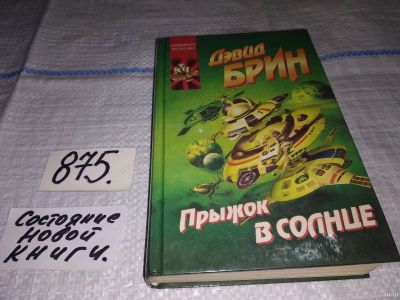 Дэвид
БРИН
Прыжок
в СОЛНЦЕ
875.
Состояние
новой
книги.